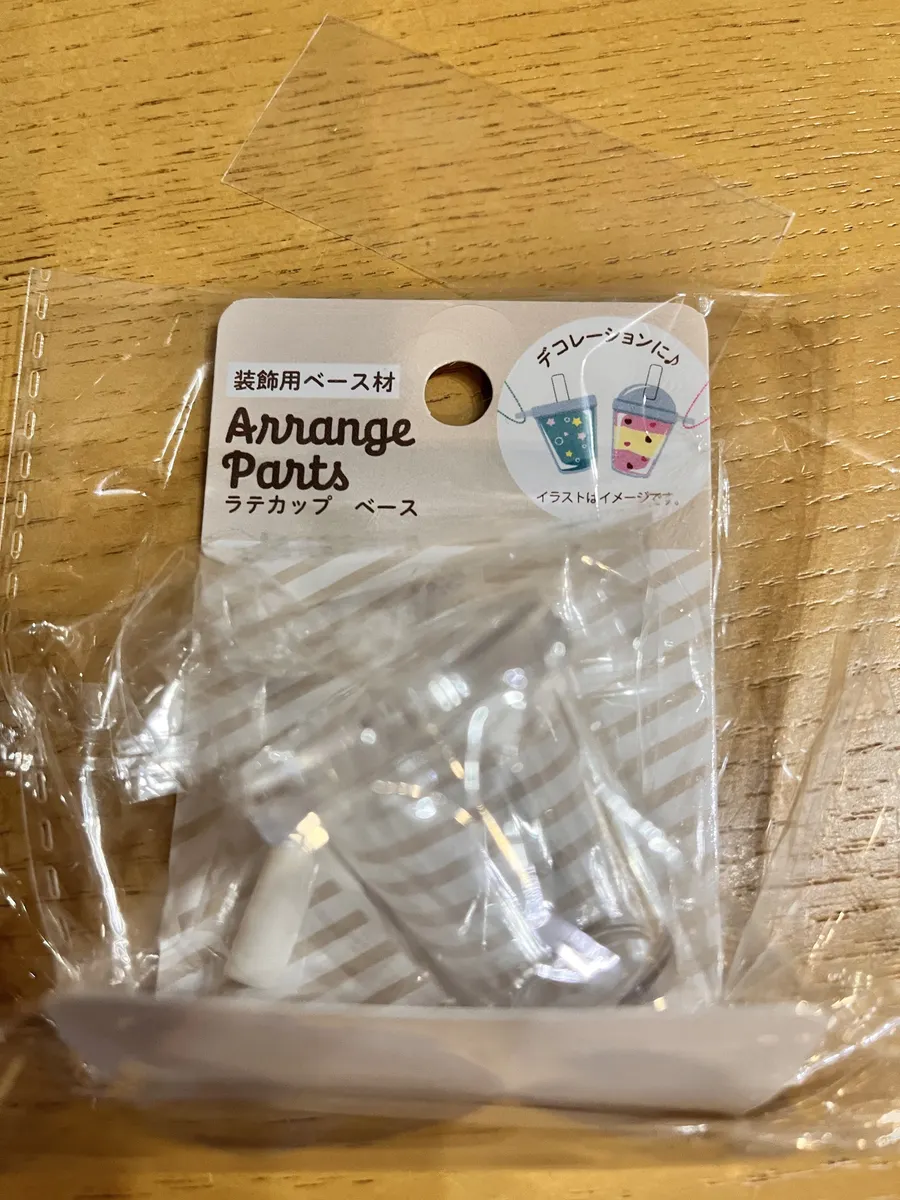 装飾用ベース材
Arrange
Parts
ラテカップ ベース
デコレーションに♪
イラストはイメージです。